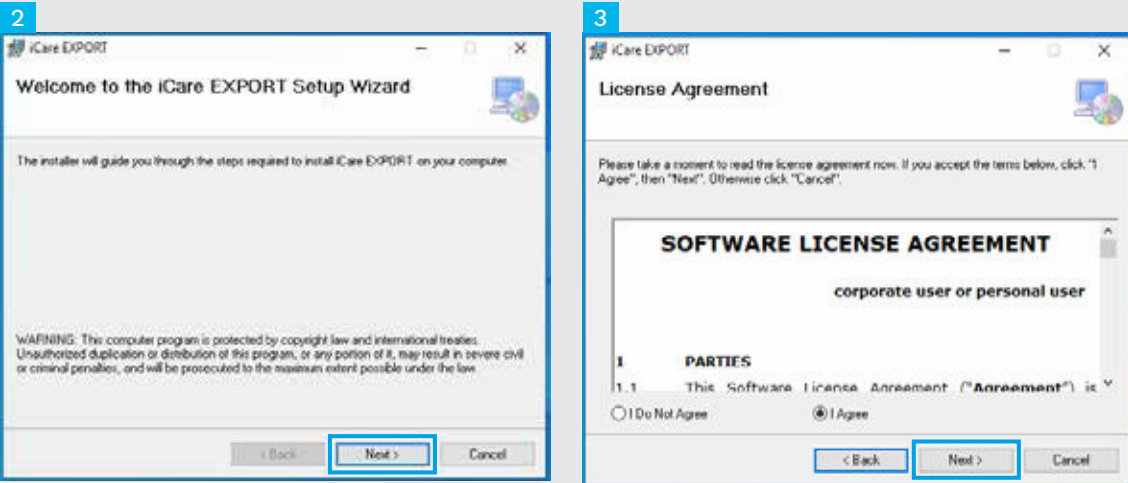 2
iCare EXPORT
Welcome to the iCare EXPORT Setup Wizard
The installer will guide you through the steps required to install iCare EXPORT on your computer.
WARNING: This computer program is protected by copyright law and international treaties.
Unauthorized duplication or distribution of this program, or any portion of it, may result in severe civil
or criminal penalties, and will be prosecuted to the maximum extent possible under the law.
< Back
Next >
Cancel
3
iCare EXPORT
License Agreement
Please take a moment to read the license agreement now. If you accept the terms below, click "I
Agree", then "Next". Otherwise click "Cancel".
SOFTWARE LICENSE AGREEMENT
corporate user or personal user
1 PARTIES
1.1 This Software License Agreement ("Agreement") is
I Do Not Agree
I Agree
< Back
Next >
Cancel